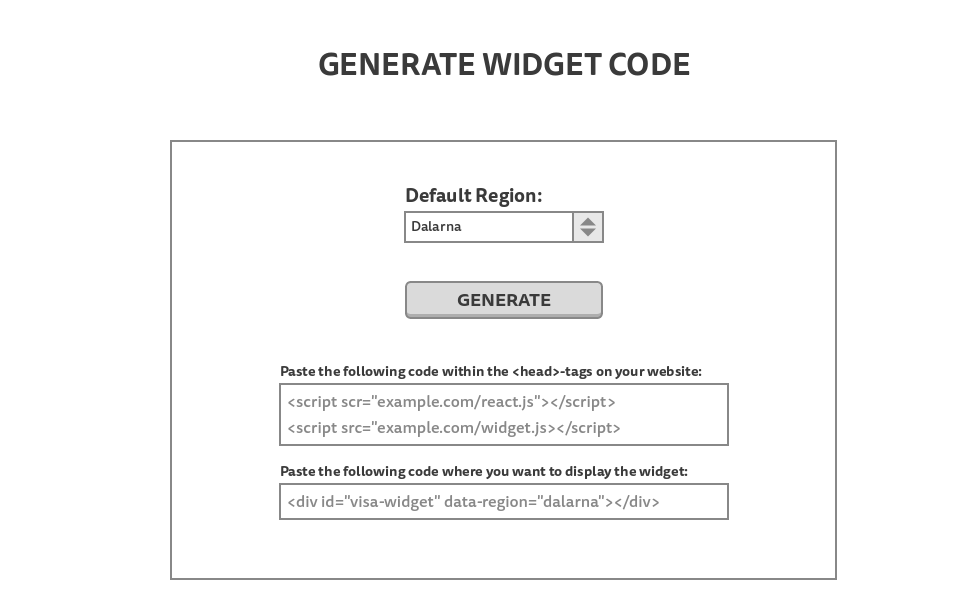 GENERATE WIDGET CODE
Default Region:
Dalarna
GENERATE
Paste the following code within the <head>-tags on your website:
<script scr="example.com/react.js"></script>
<script src="example.com/widget.js></script>
Paste the following code where you want to display the widget:
<div id="visa-widget" data-region="dalarna"></div>